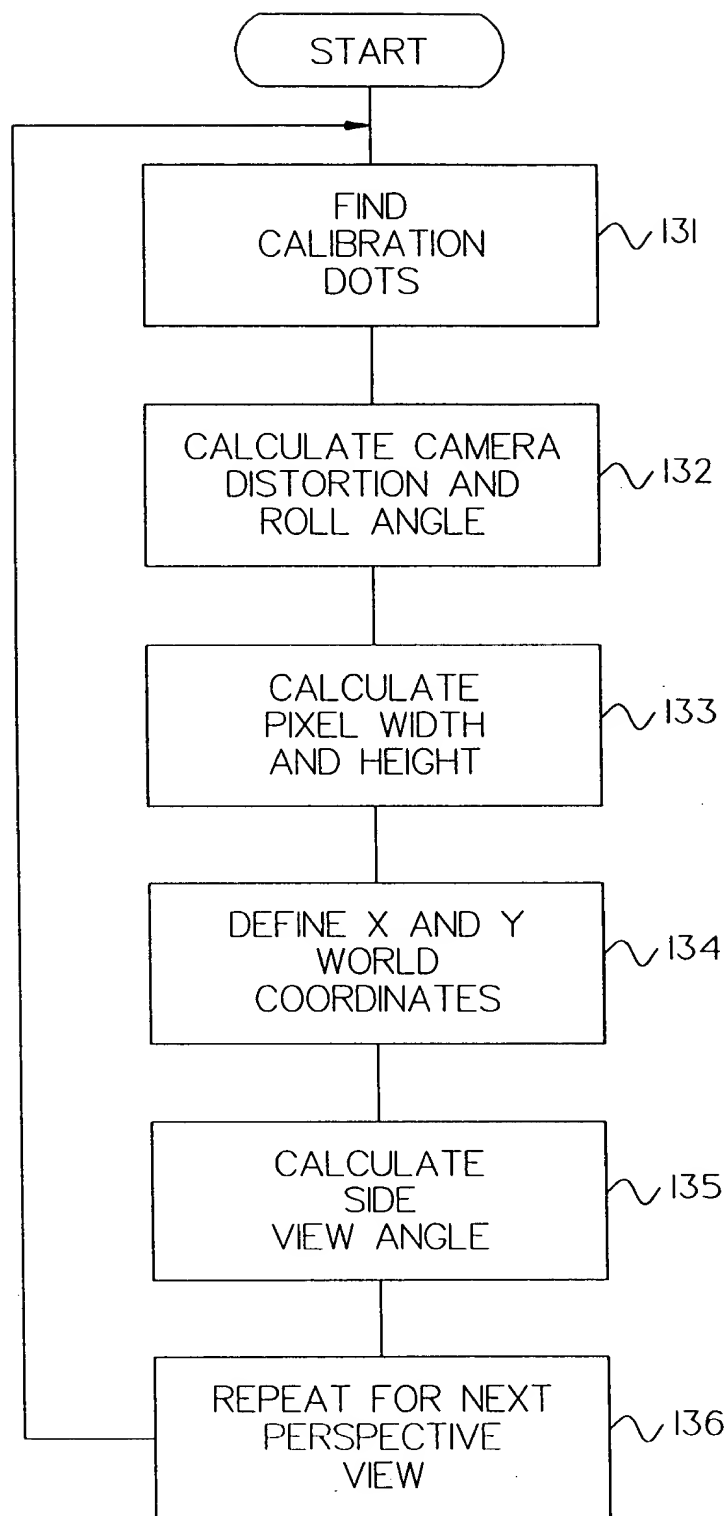 START
FIND
CALIBRATION
DOTS
131
CALCULATE CAMERA
DISTORTION AND
ROLL ANGLE
132
CALCULATE
PIXEL WIDTH
AND HEIGHT
133
DEFINE X AND Y
WORLD
COORDINATES
134
CALCULATE
SIDE
VIEW ANGLE
135
REPEAT FOR NEXT
PERSPECTIVE
VIEW
136